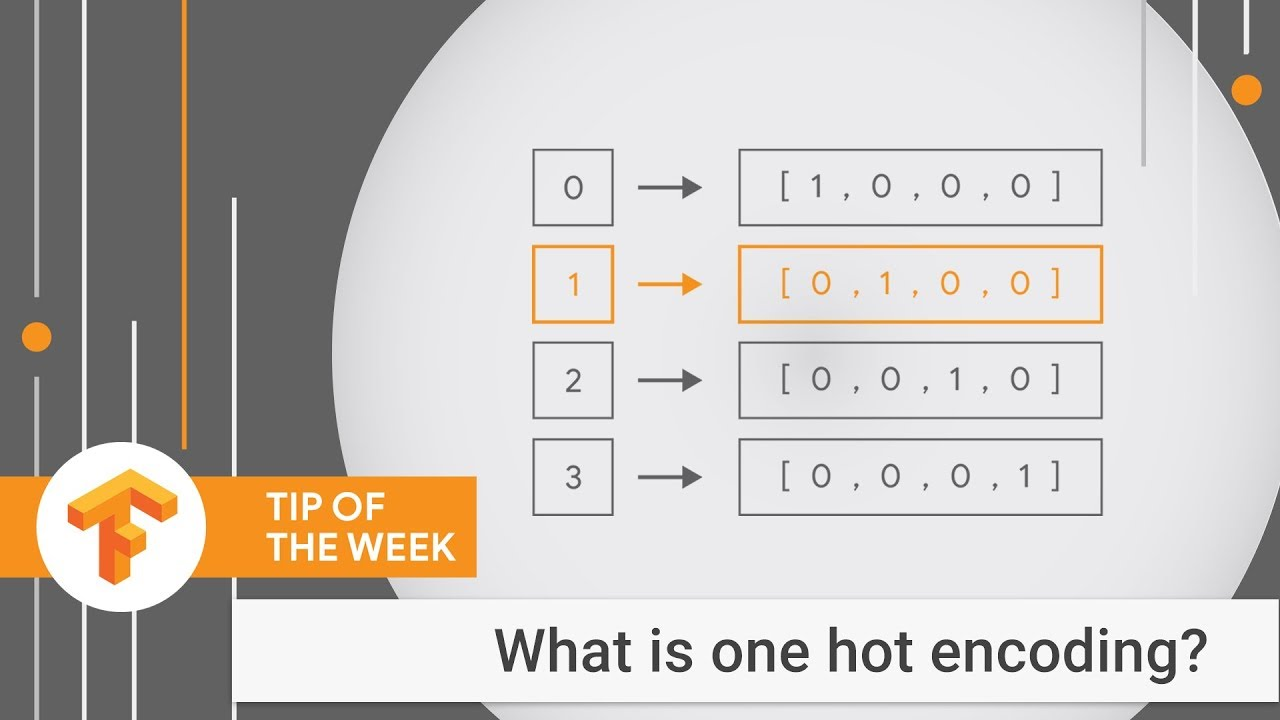 0 [ 1 , 0 , 0 , 0 ]
1 [ 0 , 1 , 0 , 0 ]
2 [ 0 , 0 , 1 , 0 ]
3 [ 0 , 0 , 0 , 1 ]
TIP OF
THE WEEK
What is one hot encoding?